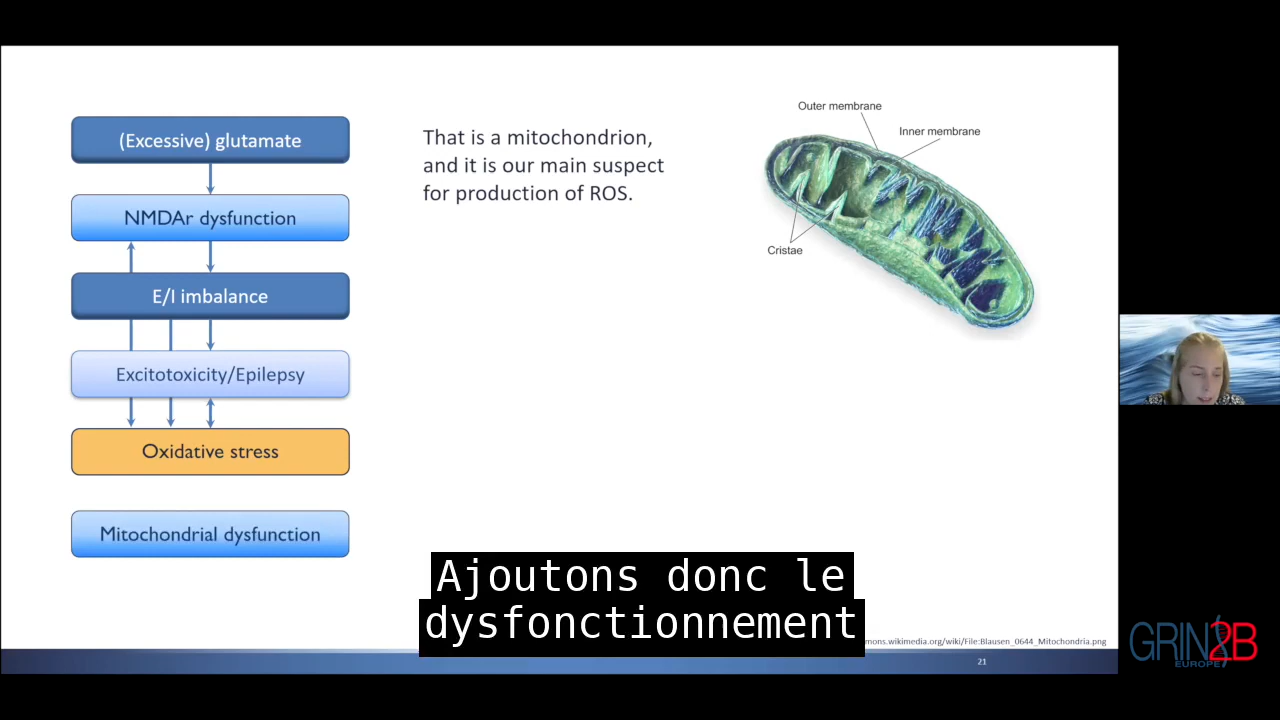 (Excessive) glutamate
NMDAr dysfunction
E/I imbalance
Excitotoxicity/Epilepsy
Oxidative stress
Mitochondrial dysfunction
That is a mitochondrion,
and it is our main suspect
for production of ROS.
Outer membrane
Inner membrane
Cristae
Ajoutons donc le
dysfonctionnement
mons.wikimedia.org/wiki/File:Blausen_0644_Mitochondria.png
21
GRIN2B
EUROPE